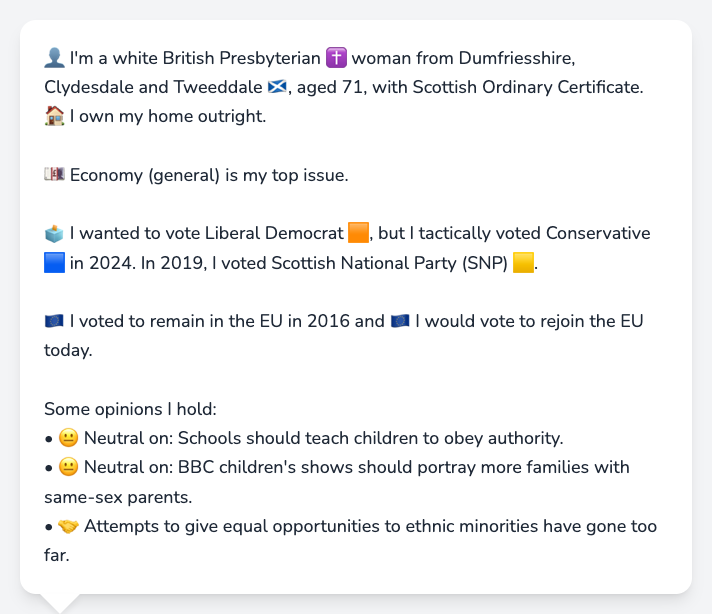 👤 I'm a white British Presbyterian ✝️ woman from Dumfriesshire,
Clydesdale and Tweeddale 🏴󠁧󠁢󠁳󠁣󠁴󠁿, aged 71, with Scottish Ordinary Certificate.
🏠 I own my home outright.
💷 Economy (general) is my top issue.
🗳️ I wanted to vote Liberal Democrat 🟧, but I tactically voted Conservative
🟦 in 2024. In 2019, I voted Scottish National Party (SNP) 🟨.
🇪🇺 I voted to remain in the EU in 2016 and 🇪🇺 I would vote to rejoin the EU
today.
Some opinions I hold:
• 😐 Neutral on: Schools should teach children to obey authority.
• 😐 Neutral on: BBC children's shows should portray more families with
same-sex parents.
• 🤝 Attempts to give equal opportunities to ethnic minorities have gone too
far.